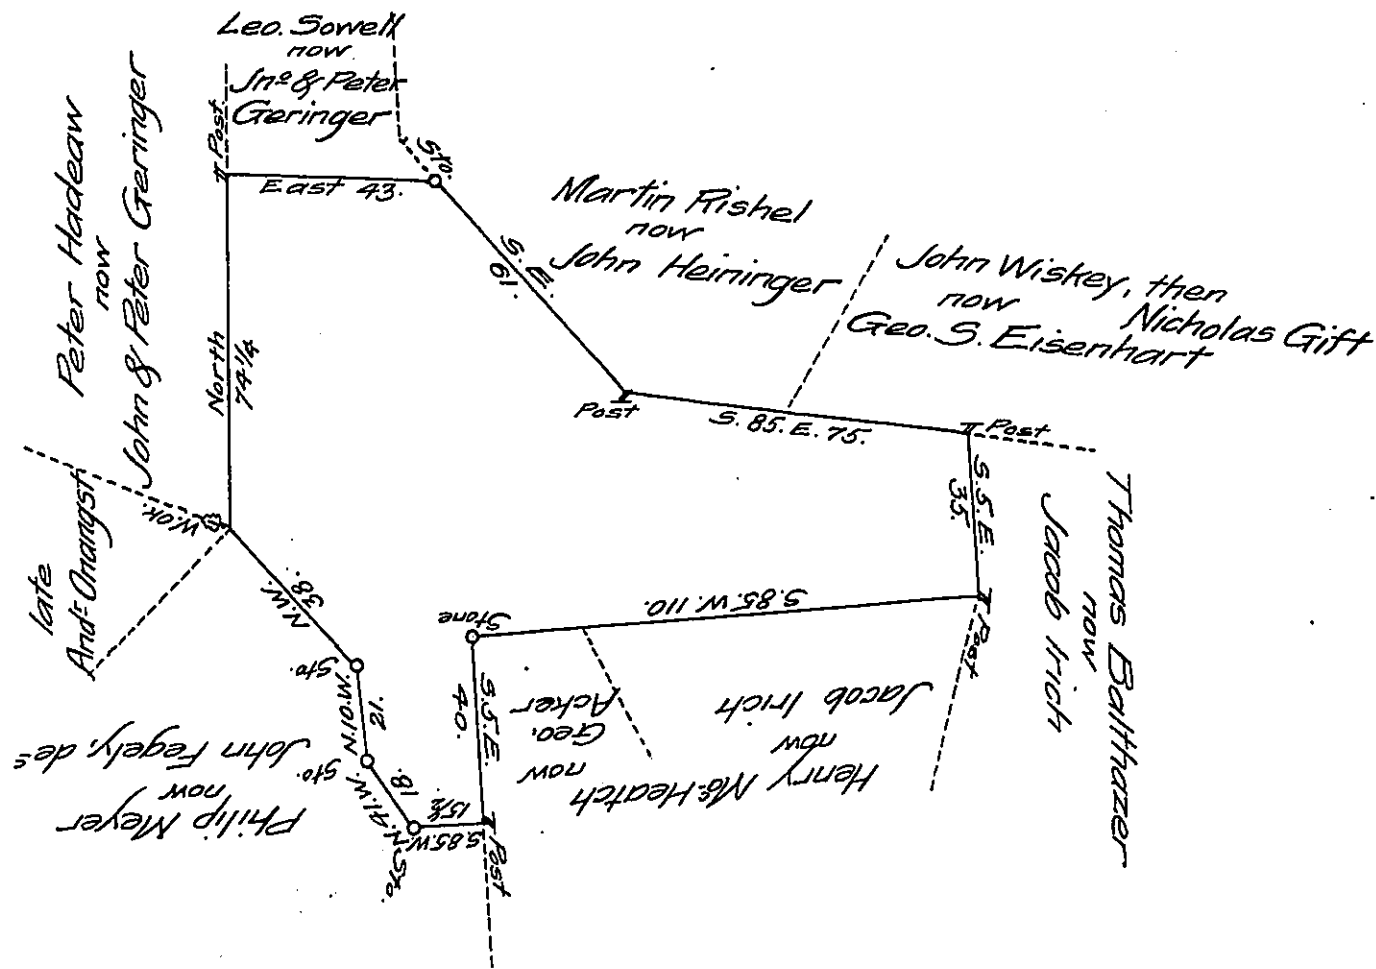 Leo. Sowell
now
Jnº & Peter
Geringer
Peter Hadeaw
now
John & Peter Geringer
Post
East 43.
Sto.
Martin Rishel
now
John Heininger
S. E.
61.
John Wiskey, then
now
Nicholas Gift
Geo. S. Eisenhart
North
74 1/4
Post
S. 85. E. 75.
Post
S. 5. E.
35.
Thomas Balthazer
now
Jacob Irich
late
Andʳ Onangst
W.ok.
N.W.
38.
Sto.
Stone
S. 85. W. 110.
Post
N.10.W.
21.
Sto.
N.41.W.
18.
Sto.
S.85W.
15 1/2
Post
S. 5. E.
40.
Henry Mᶜ Heatch
now
Jacob Irich
now
Geo.
Acker
Philip Meyer
now
John Fegely, deˢ